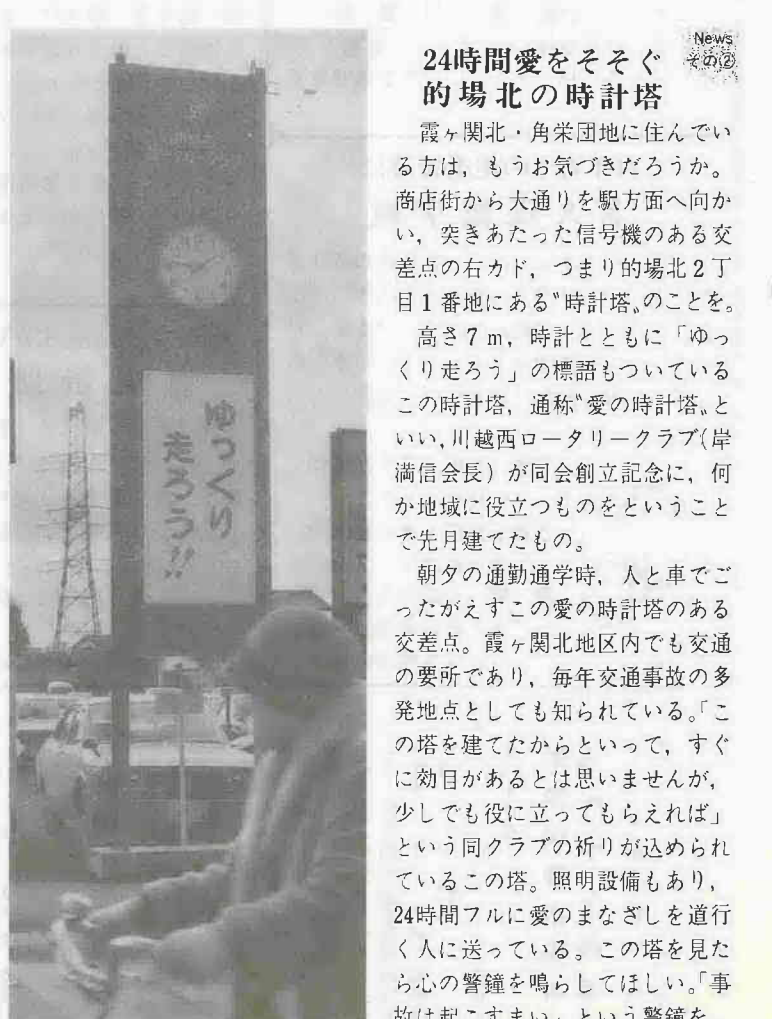 News
その②
24時間愛をそそぐ
的場北の時計塔
霞ヶ関北・角栄団地に住んでい
る方は，もうお気づきだろうか。
商店街から大通りを駅方面へ向か
い，突きあたった信号機のある交
差点の右カド，つまり的場北２丁
目１番地にある〝時計塔〟のことを。
高さ７ｍ，時計とともに「ゆっ
くり走ろう」の標語もついている
この時計塔，通称〝愛の時計塔〟と
いい，川越西ロータリークラブ(岸
満信会長）が同会創立記念に，何
か地域に役立つものをということ
で先月建てたもの。
朝夕の通勤通学時，人と車でご
ったがえすこの愛の時計塔のある
交差点。霞ヶ関北地区内でも交通
の要所であり，毎年交通事故の多
発地点としても知られている。「こ
の塔を建てたからといって，すぐ
に効目があるとは思いませんが，
少しでも役に立ってもらえれば」
という同クラブの祈りが込められ
ているこの塔。照明設備もあり，
24時間フルに愛のまなざしを道行
く人に送っている。この塔を見た
ら心の警鐘を鳴らしてほしい。「事
故は起こすまい」という警鐘を
ゆっくり
走ろう!!